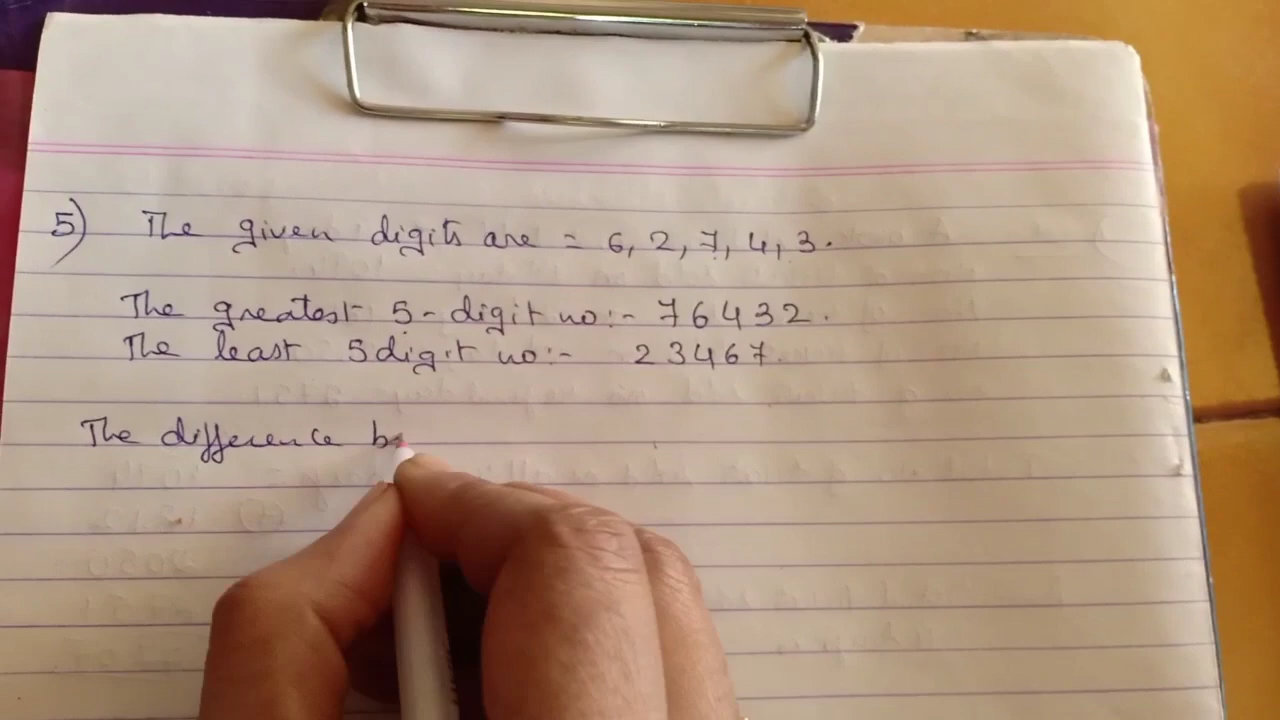 5) The given digits are = 6, 2, 7, 4, 3.
The greatest 5-digit no:- 76432.
The least 5digit no:- 23467.
The difference